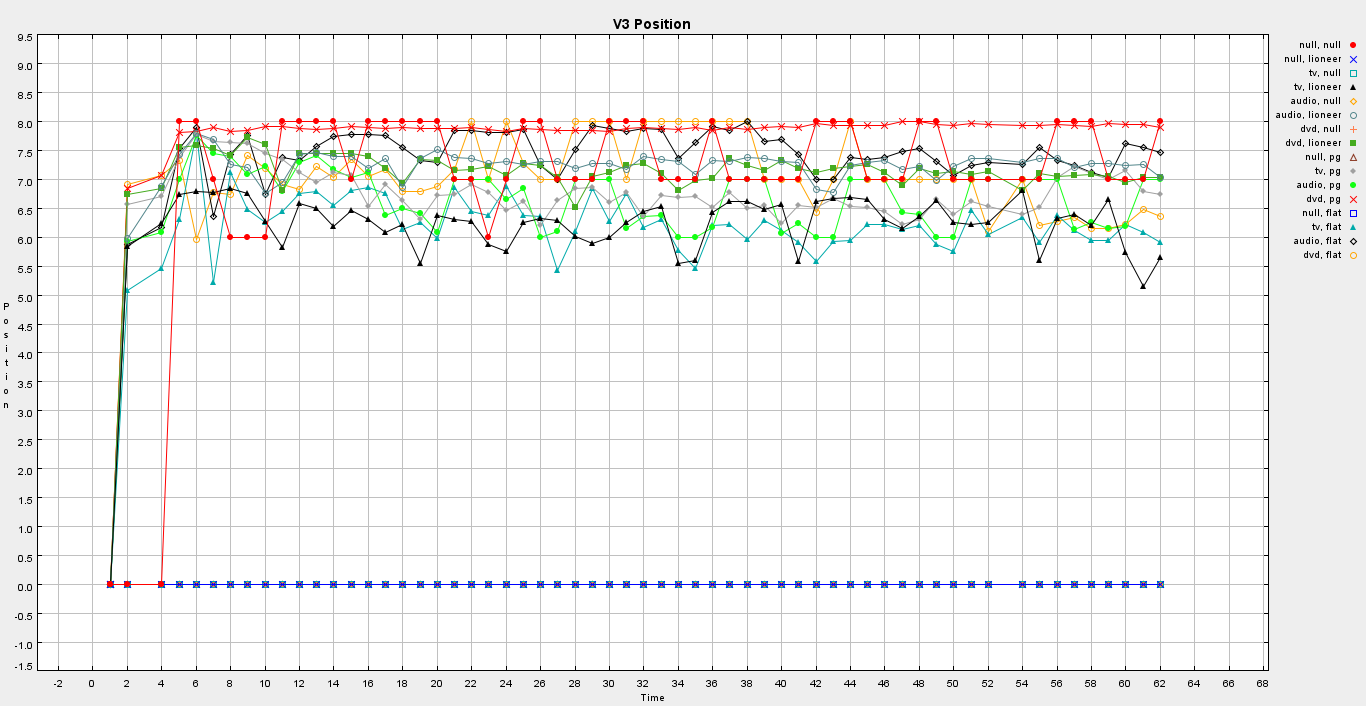 V3 Position
9.5
9.0
8.5
8.0
7.5
7.0
6.5
6.0
5.5
5.0
4.5
4.0
3.5
3.0
2.5
2.0
1.5
1.0
0.5
0.0
-0.5
-1.0
-1.5
Position
-2 0 2 4 6 8 10 12 14 16 18 20 22 24 26 28 30 32 34 36 38 40 42 44 46 48 50 52 54 56 58 60 62 64 66 68
Time
null, null
null, lioneer
tv, null
tv, lioneer
audio, null
audio, lioneer
dvd, null
dvd, lioneer
null, pg
tv, pg
audio, pg
dvd, pg
null, flat
tv, flat
audio, flat
dvd, flat